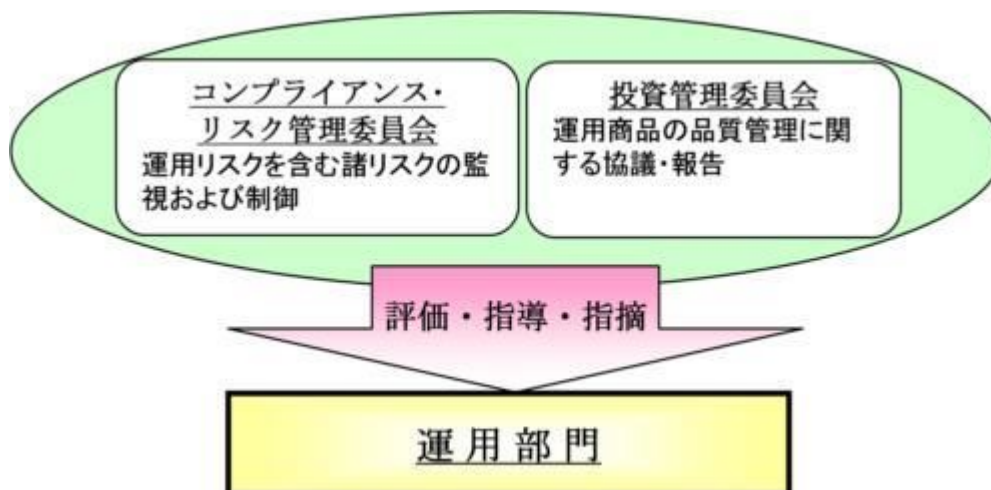 コンプライアンス・
リスク管理委員会
運用リスクを含む諸リスクの監
視および制御
投資管理委員会
運用商品の品質管理に関
する協議・報告
評価・指導・指摘
運用部門